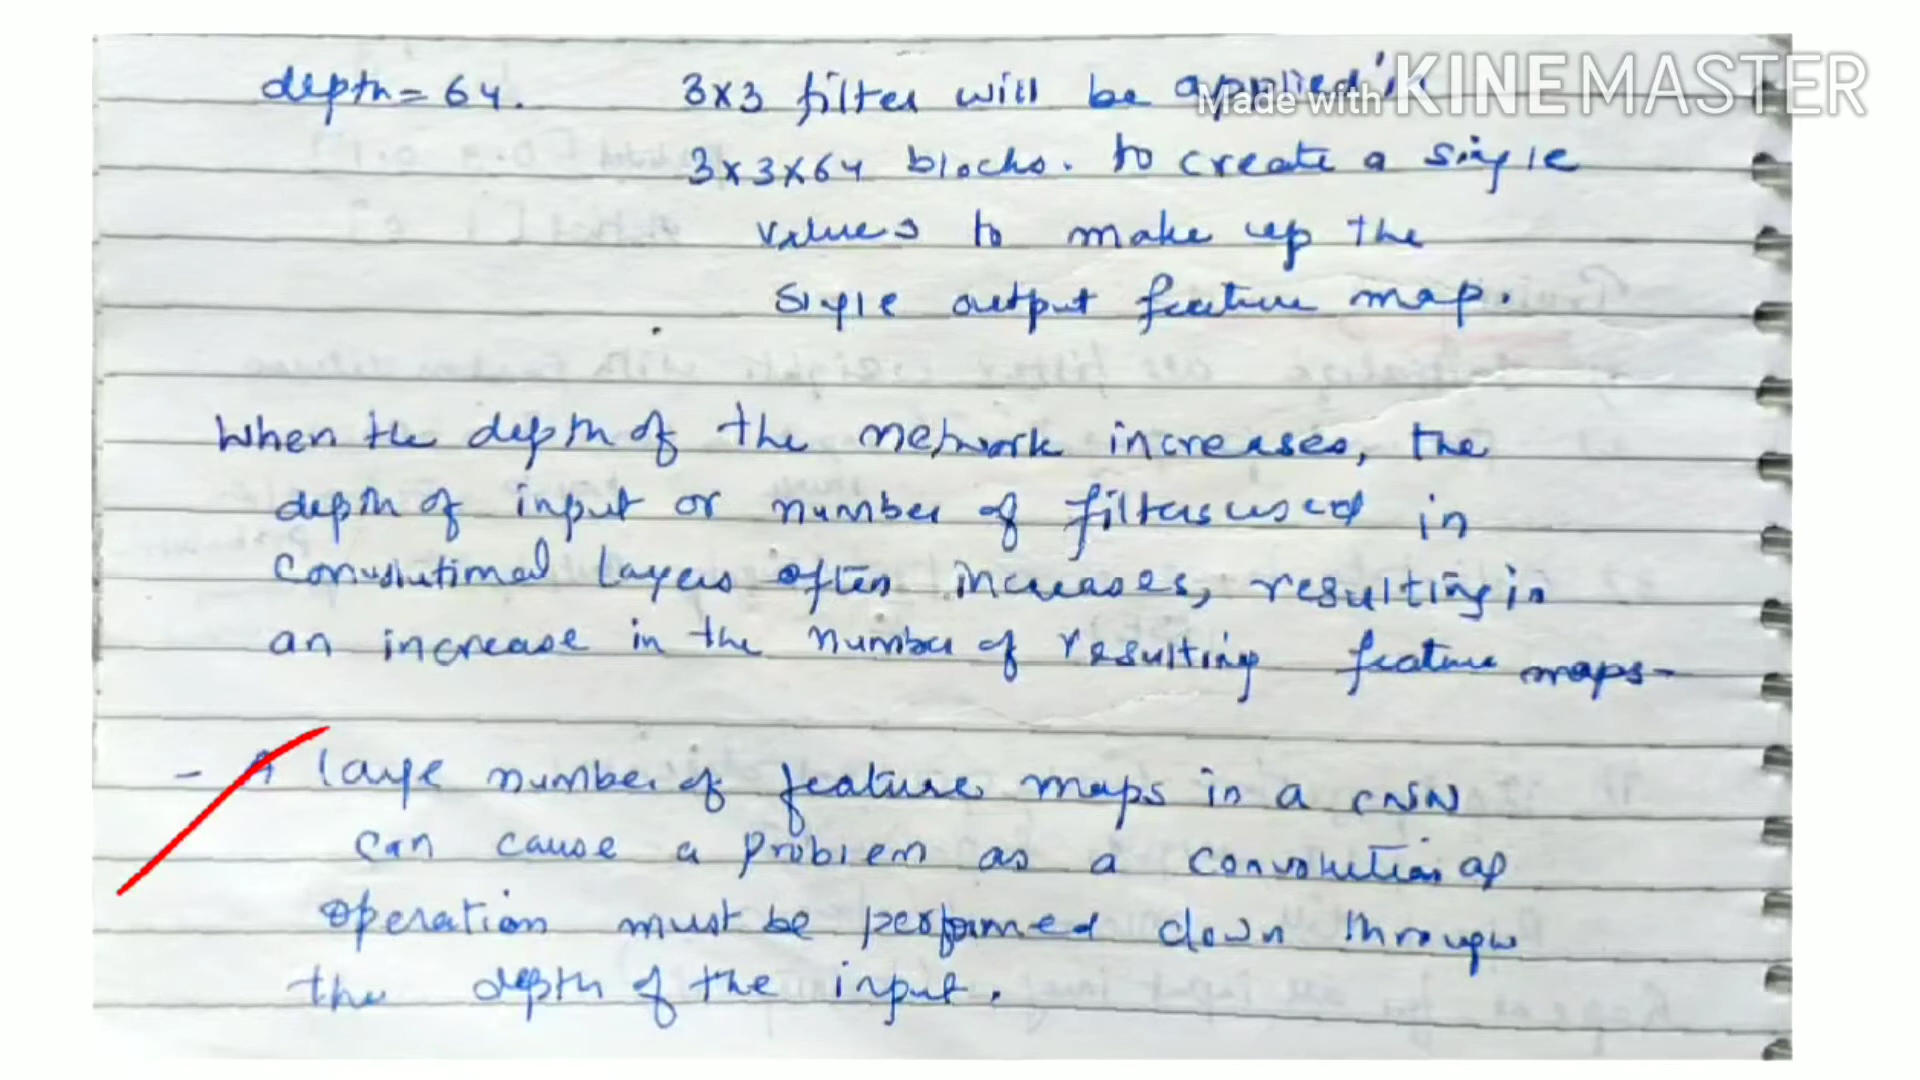 depth = 64. 3x3 filter will be applied in
Made with KINEMASTER
3x3x64 blocks. to create a single
values to make up the
single output feature map.
When the depth of the network increases, the
depth of input or number of filters used in
Convolutional Layers often increases, resulting in
an increase in the number of resulting feature maps-
- A large number of feature maps in a CNN
can cause a problem as a convolutional
operation must be performed down through
the depth of the input.